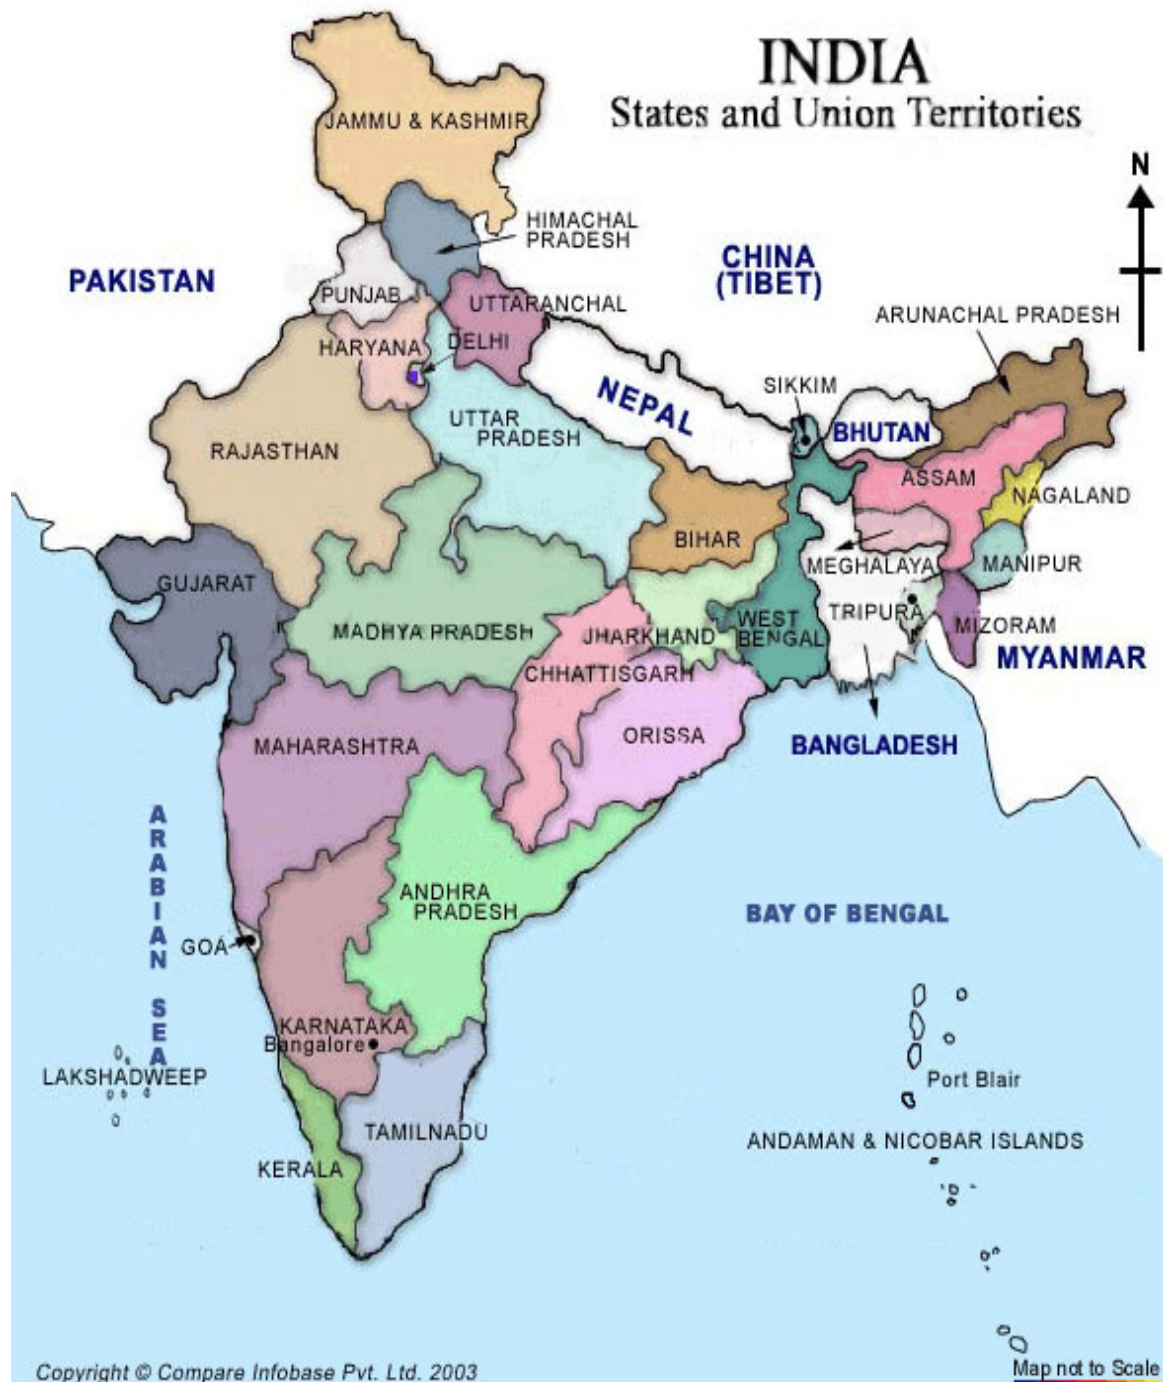 INDIA
States and Union Territories
N
JAMMU & KASHMIR
HIMACHAL
PRADESH
PAKISTAN
CHINA
(TIBET)
PUNJAB
UTTARANCHAL
ARUNACHAL PRADESH
HARYANA
DELHI
SIKKIM
NEPAL
UTTAR
PRADESH
BHUTAN
RAJASTHAN
ASSAM
NAGALAND
BIHAR
MEGHALAYA
MANIPUR
GUJARAT
TRIPURA
WEST
BENGAL
MIZORAM
MADHYA PRADESH
JHARKHAND
MYANMAR
CHHATTISGARH
ORISSA
BANGLADESH
MAHARASHTRA
ARABIAN SEA
ANDHRA
PRADESH
BAY OF BENGAL
GOA
KARNATAKA
Bangalore
LAKSHADWEEP
Port Blair
TAMILNADU
ANDAMAN & NICOBAR ISLANDS
KERALA
Copyright © Compare Infobase Pvt. Ltd. 2003
Map not to Scale